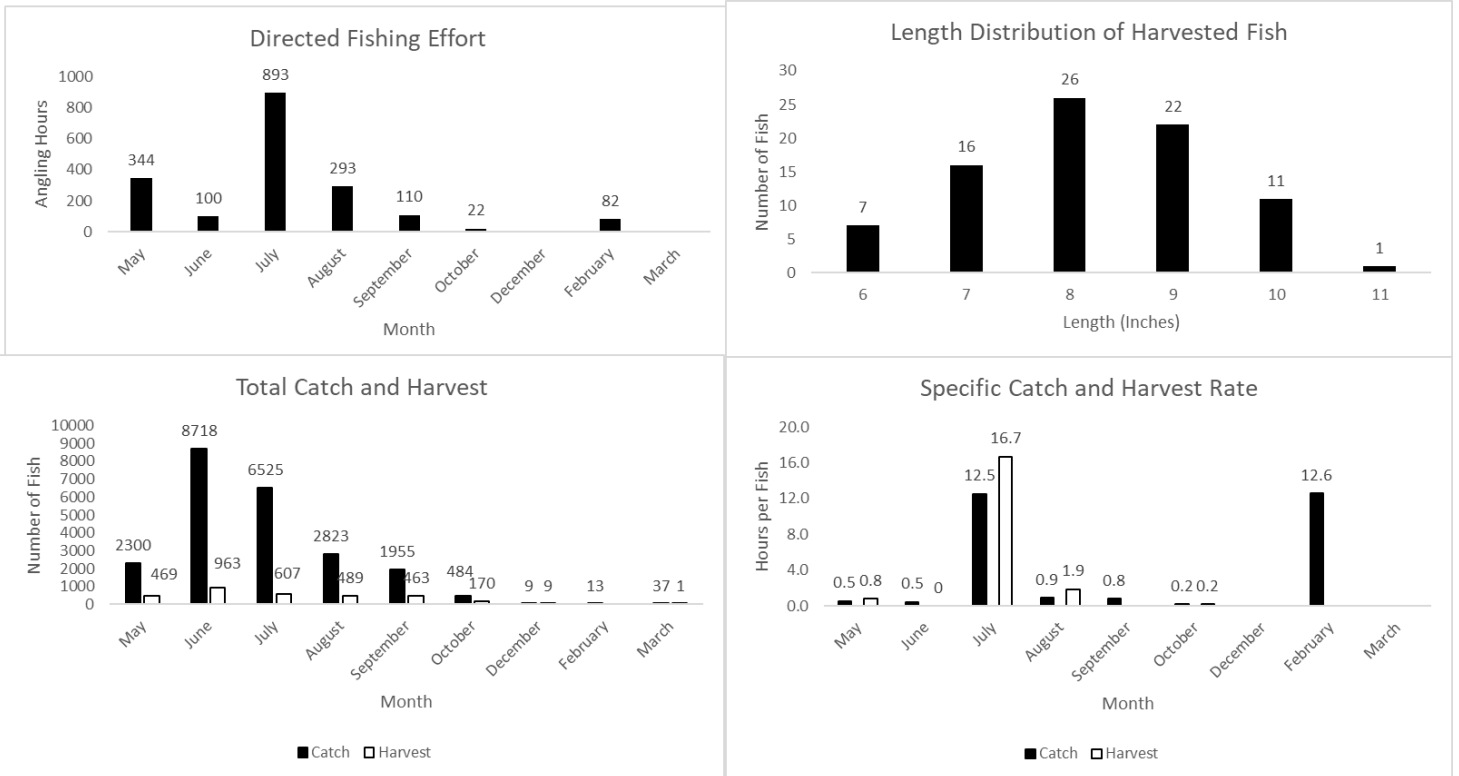 Directed Fishing Effort
Angling Hours
1000
800
600
400
200
0
344
100
893
293
110
22
82
May
June
July
August
September
October
December
February
March
Month
Length Distribution of Harvested Fish
Number of Fish
30
25
20
15
10
5
0
7
16
26
22
11
1
6
7
8
9
10
11
Length (Inches)
Total Catch and Harvest
Number of Fish
10000
9000
8000
7000
6000
5000
4000
3000
2000
1000
0
2300
469
8718
963
6525
607
2823
489
1955
463
484
170
9
9
13
37
1
May
June
July
August
September
October
December
February
March
Month
Catch
Harvest
Specific Catch and Harvest Rate
Hours per Fish
20.0
16.0
12.0
8.0
4.0
0.0
0.5
0.8
0.5
0
12.5
16.7
0.9
1.9
0.8
0.2
0.2
12.6
May
June
July
August
September
October
December
February
March
Month
Catch
Harvest